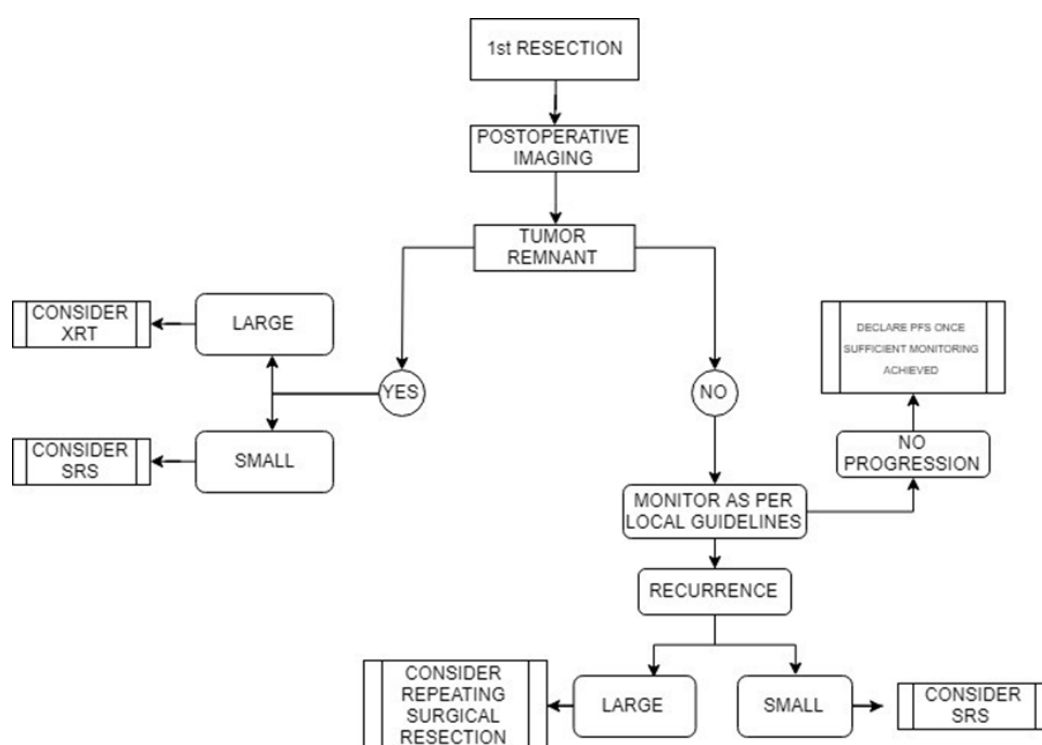 1st RESECTION
POSTOPERATIVE
IMAGING
TUMOR
REMNANT
CONSIDER
XRT
LARGE
YES
CONSIDER
SRS
SMALL
NO
DECLARE PFS ONCE
SUFFICIENT MONITORING
ACHIEVED
NO
PROGRESSION
MONITOR AS PER
LOCAL GUIDELINES
RECURRENCE
CONSIDER
REPEATING
SURGICAL
RESECTION
LARGE
SMALL
CONSIDER
SRS